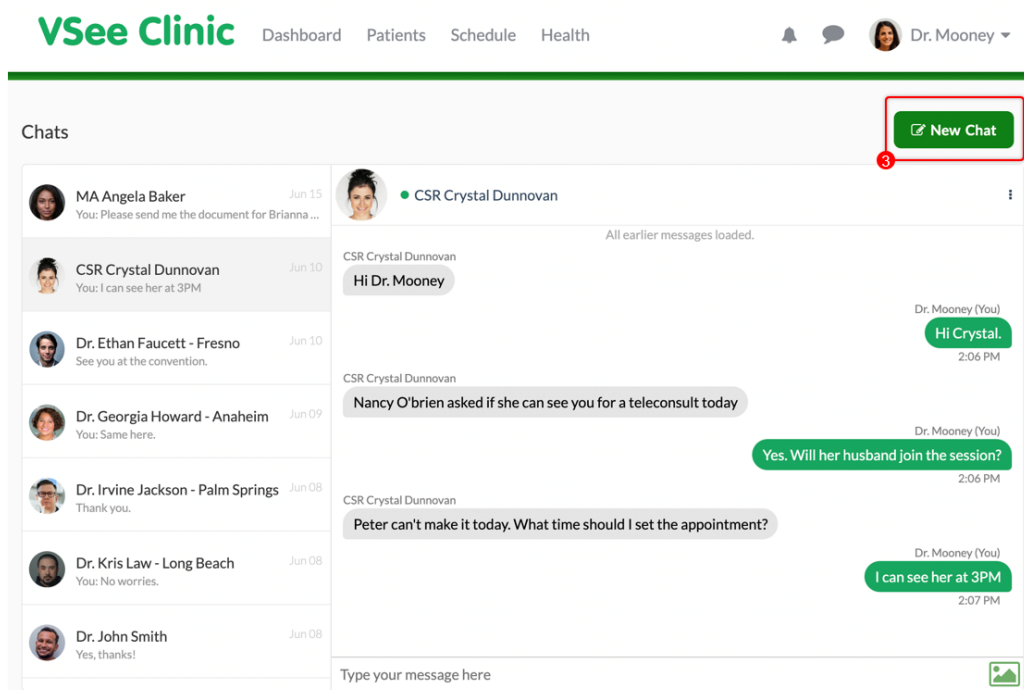 VSee Clinic Dashboard Patients Schedule Health Dr. Mooney
Chats
New Chat
3
MA Angela Baker Jun 15
You: Please send me the document for Brianna ...
CSR Crystal Dunnovan Jun 10
You: I can see her at 3PM
Dr. Ethan Faucett - Fresno Jun 10
See you at the convention.
Dr. Georgia Howard - Anaheim Jun 09
You: Same here.
Dr. Irvine Jackson - Palm Springs Jun 08
Thank you.
Dr. Kris Law - Long Beach Jun 08
You: No worries.
Dr. John Smith Jun 08
Yes, thanks!
CSR Crystal Dunnovan
All earlier messages loaded.
CSR Crystal Dunnovan
Hi Dr. Mooney
Dr. Mooney (You)
Hi Crystal.
2:06 PM
CSR Crystal Dunnovan
Nancy O'brien asked if she can see you for a teleconsult today
Dr. Mooney (You)
Yes. Will her husband join the session?
2:06 PM
CSR Crystal Dunnovan
Peter can't make it today. What time should I set the appointment?
Dr. Mooney (You)
I can see her at 3PM
2:07 PM
Type your message here